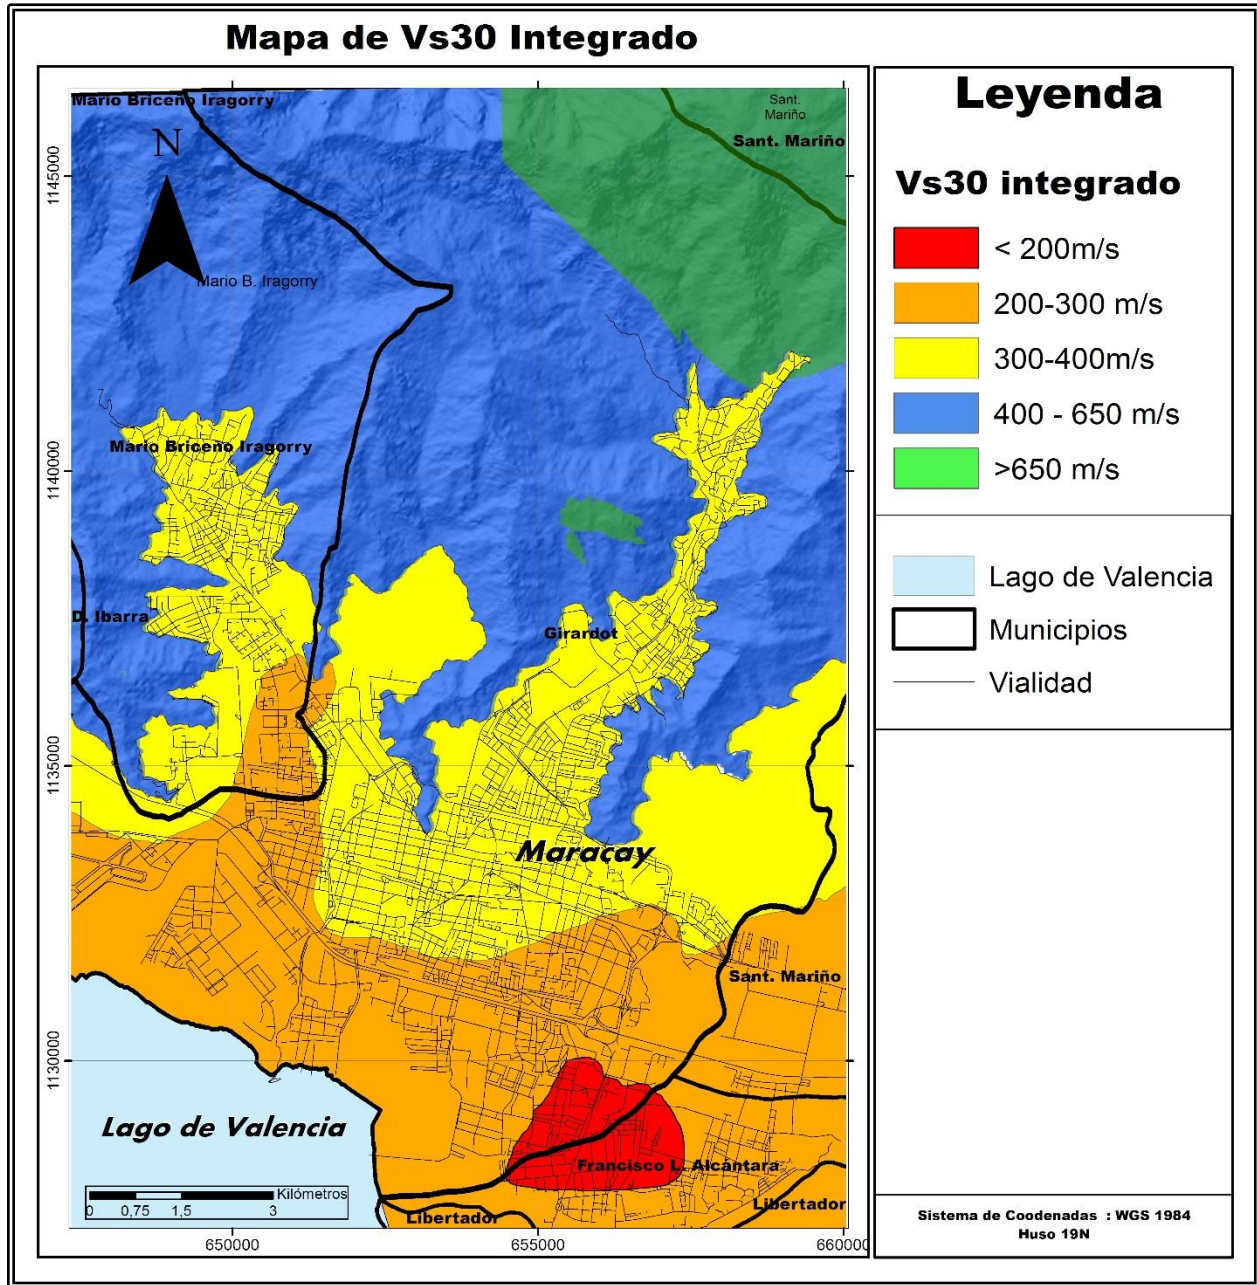 Mapa de Vs30 Integrado
Mario Briceño Iragorry
Sant.
Mariño
Sant. Mariño
N
Mario B. Iragorry
Mario Briceño Iragorry
D. Ibarra
Girardot
Maracay
Sant. Mariño
Lago de Valencia
Francisco L. Alcántara
Libertador
Libertador
Kilómetros
0 0,75 1,5 3
1145000
1140000
1135000
1130000
650000 655000 660000
Leyenda
Vs30 integrado
< 200m/s
200-300 m/s
300-400m/s
400 - 650 m/s
>650 m/s
Lago de Valencia
Municipios
Vialidad
Sistema de Coodenadas : WGS 1984
Huso 19N